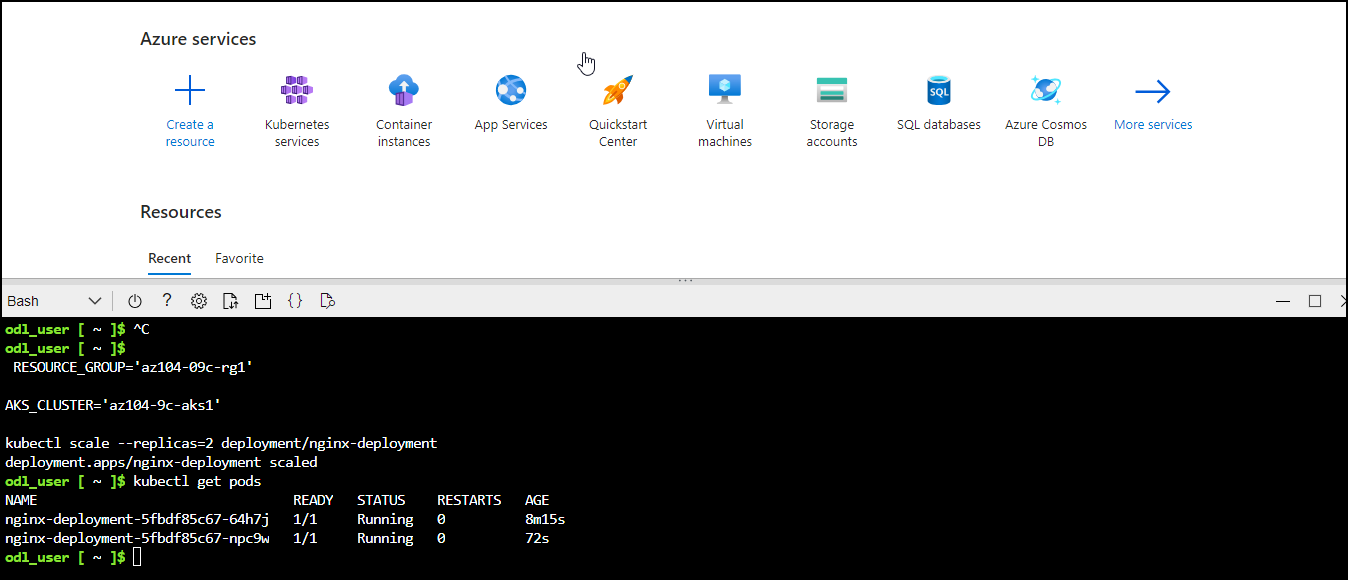 Azure services
Create a resource
Kubernetes services
Container instances
App Services
Quickstart Center
Virtual machines
Storage accounts
SQL
SQL databases
Azure Cosmos DB
More services
Resources
Recent Favorite
Bash
?
{}
odl_user [ ~ ]$ ^C
odl_user [ ~ ]$
RESOURCE_GROUP='az104-09c-rg1'
AKS_CLUSTER='az104-9c-aks1'
kubectl scale --replicas=2 deployment/nginx-deployment
deployment.apps/nginx-deployment scaled
odl_user [ ~ ]$ kubectl get pods
NAME READY STATUS RESTARTS AGE
nginx-deployment-5fbdf85c67-64h7j 1/1 Running 0 8m15s
nginx-deployment-5fbdf85c67-npc9w 1/1 Running 0 72s
odl_user [ ~ ]$